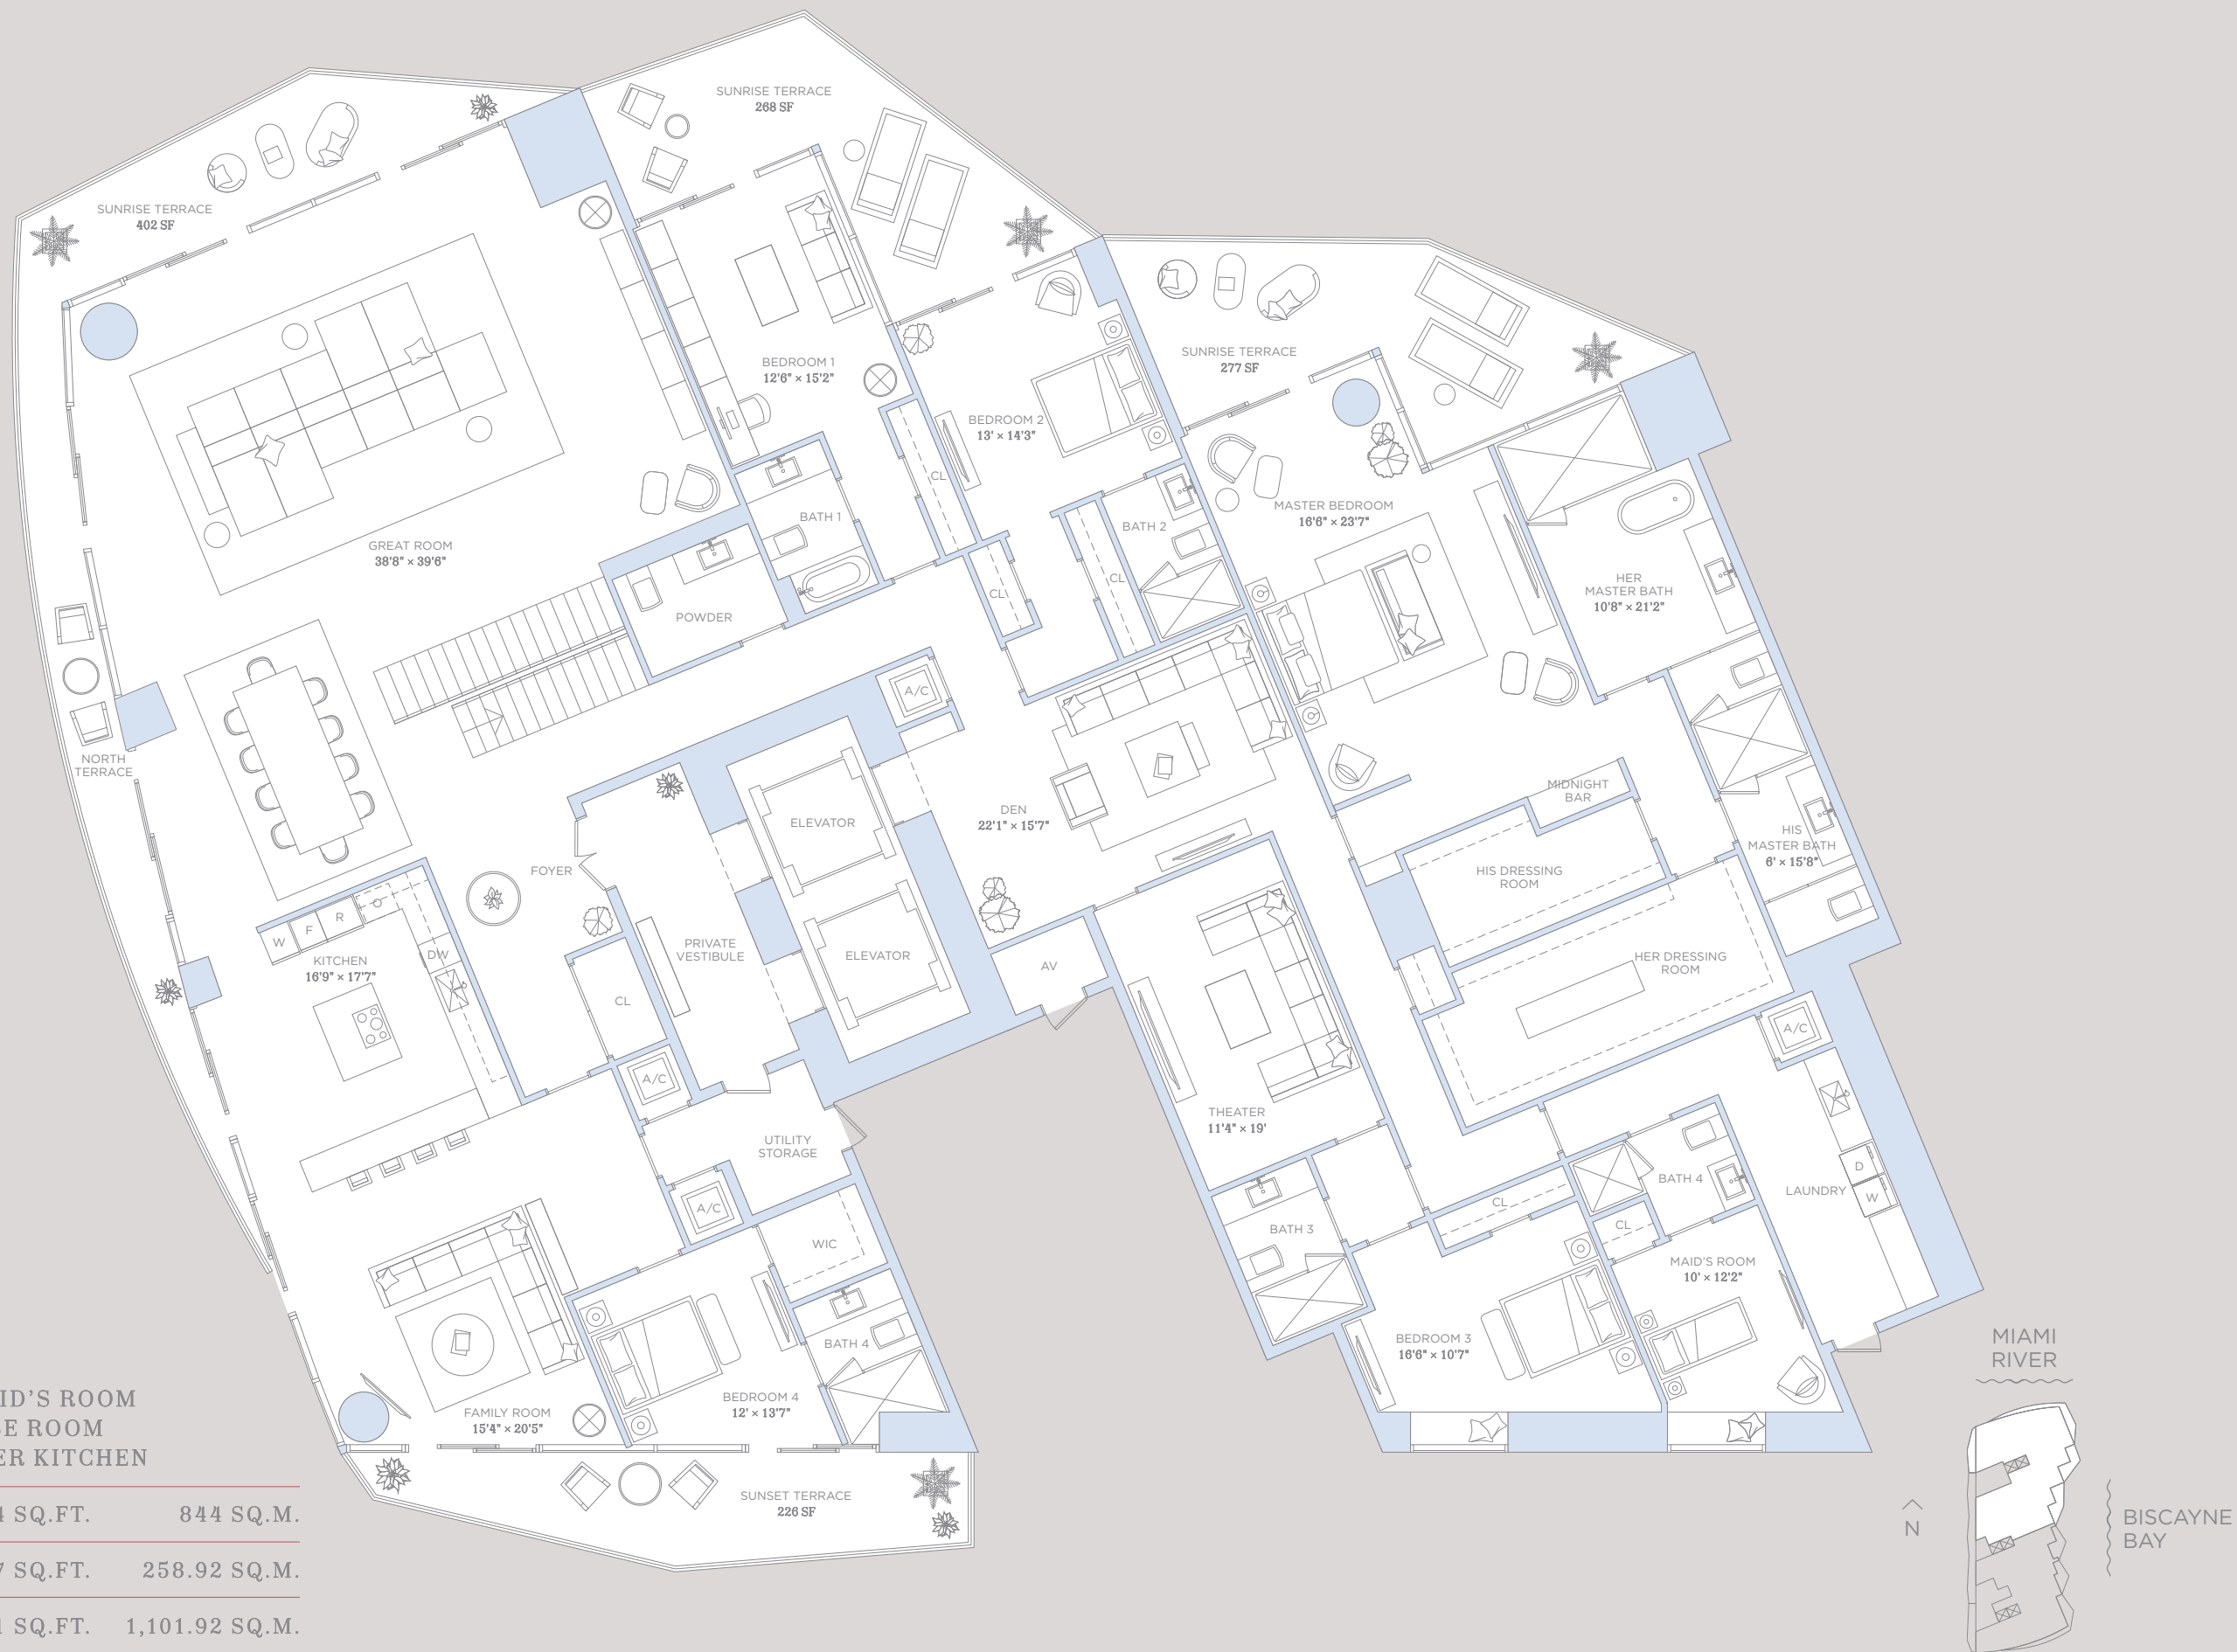 SUNRISE TERRACE
268 SF
SUNRISE TERRACE
402 SF
SUNRISE TERRACE
277 SF
BEDROOM 1
12'6" × 15'2"
BEDROOM 2
13' × 14'3"
CL
MASTER BEDROOM
16'6" × 23'7"
BATH 1
BATH 2
GREAT ROOM
38'8" × 39'6"
CL
CL
HER
MASTER BATH
10'8" × 21'2"
POWDER
A/C
NORTH
TERRACE
MIDNIGHT
BAR
DEN
22'1" × 15'7"
ELEVATOR
HIS
MASTER BATH
6' × 15'8"
FOYER
HIS DRESSING
ROOM
W
F
R
O
DW
KITCHEN
16'9" × 17'7"
PRIVATE
VESTIBULE
ELEVATOR
AV
HER DRESSING
ROOM
CL
A/C
A/C
THEATER
11'4" × 19'
UTILITY
STORAGE
D
W
BATH 4
LAUNDRY
A/C
CL
CL
BATH 3
WIC
MAID'S ROOM
10' × 12'2"
BATH 4
BEDROOM 3
16'6" × 10'7"
BEDROOM 4
12' × 13'7"
FAMILY ROOM
15'4" × 20'5"
SUNSET TERRACE
226 SF
MIAMI
RIVER
N
BISCAYNE
BAY
ID'S ROOM
ROOM
KITCHEN
SQ.FT. 844 SQ.M.
SQ.FT. 258.92 SQ.M.
SQ.FT. 1,101.92 SQ.M.